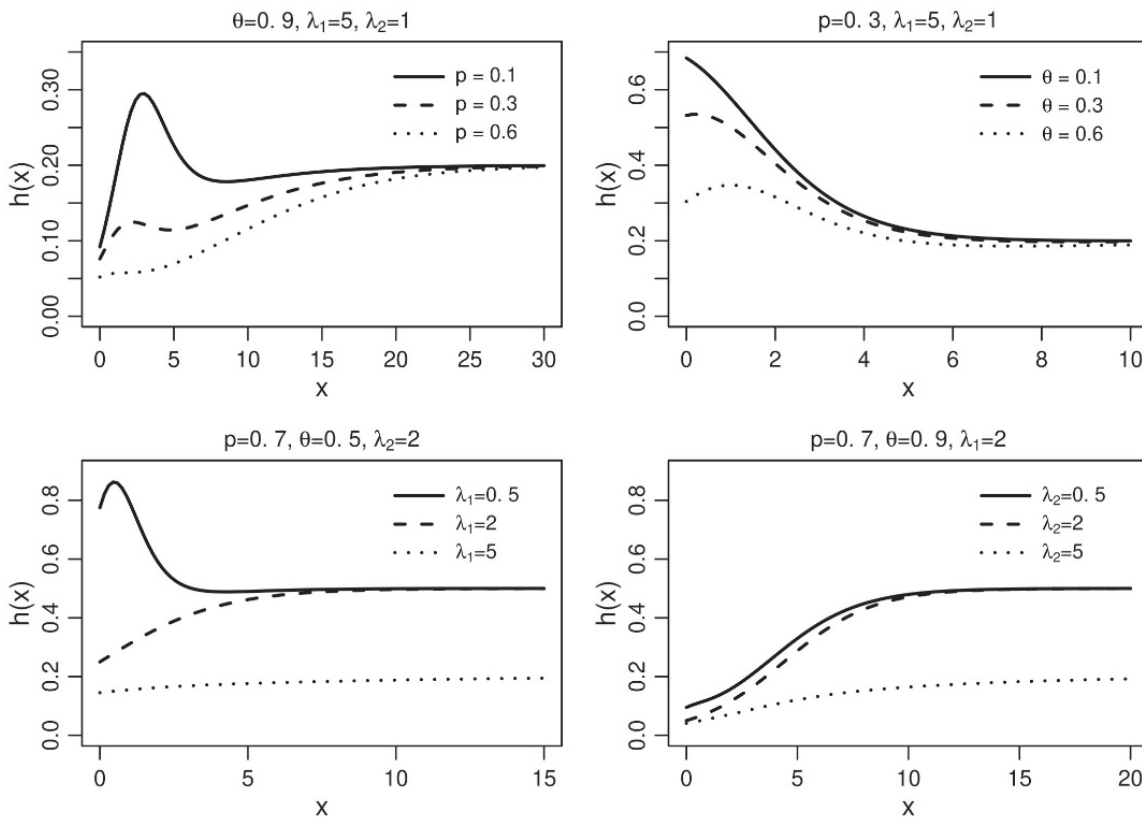 θ=0. 9, λ₁=5, λ₂=1
h(x)
0.30
0.20
0.10
0.00
p = 0.1
p = 0.3
p = 0.6
0 5 10 15 20 25 30
x
p=0. 3, λ₁=5, λ₂=1
h(x)
0.6
0.4
0.2
0.0
θ = 0.1
θ = 0.3
θ = 0.6
0 2 4 6 8 10
x
p=0. 7, θ=0. 5, λ₂=2
h(x)
0.8
0.6
0.4
0.2
0.0
λ₁=0. 5
λ₁=2
λ₁=5
0 5 10 15
x
p=0. 7, θ=0. 9, λ₁=2
h(x)
0.8
0.6
0.4
0.2
0.0
λ₂=0. 5
λ₂=2
λ₂=5
0 5 10 15 20
x